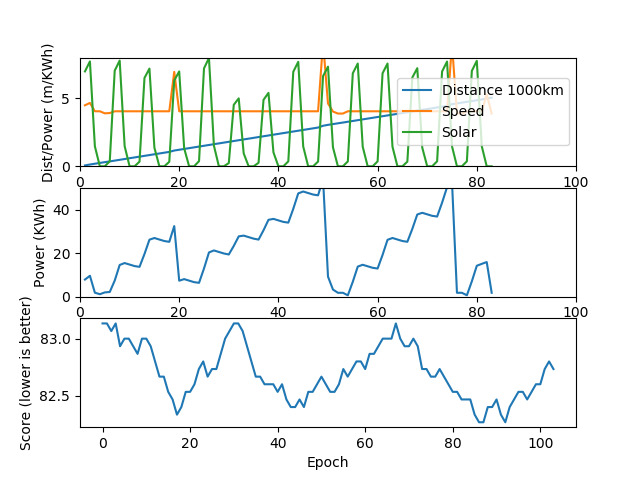 Dist/Power (m/KWh)
5
0
Distance 1000km
Speed
Solar
0 20 40 60 80 100
Power (KWh)
40
20
0
0 20 40 60 80 100
Score (lower is better)
83.0
82.5
0 20 40 60 80 100
Epoch